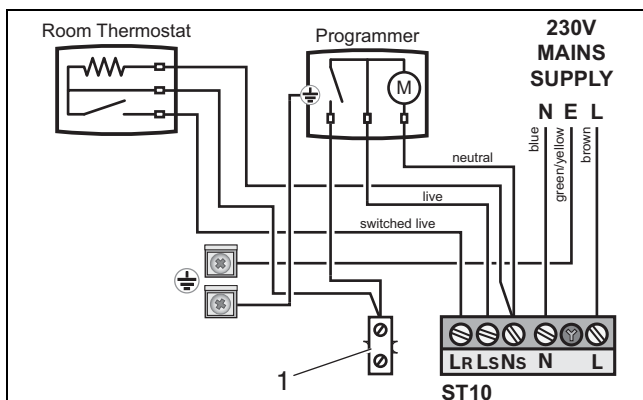 Room Thermostat
Programmer
M
230V
MAINS
SUPPLY
N E L
blue
green/yellow
brown
neutral
live
switched live
1
LR LS NS N L
ST10